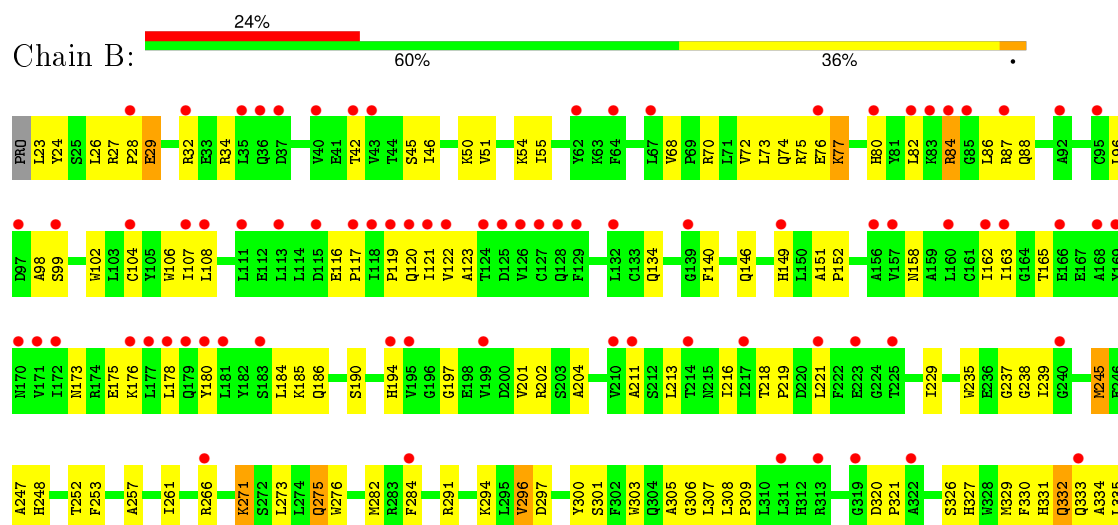 24%
Chain B:
60% 36% •
PRO L23 Y24 S25 L26 R27 P28 E29 R32 E33 R34 L35 Q36 D37 V40 E41 T42 V43 T44 S45 I46 K50 V51 K54 I55 Y62 K63 F64 L67 V68 P69 R70 L71 V72 L73 Q74 R75 E76 K77 H80 Y81 L82 K83 R84 G85 L86 R87 Q88 A92 C95
D97 A98 S99 W102 L103 C104 Y105 W106 I107 L108 L111 E112 L113 L114 D115 E116 P117 I118 P119 Q120 I121 V122 A123 T124 D125 V126 C127 Q128 F129 L132 C133 Q134 G139 F140 Q146 H149 L150 A151 P152 A156 V157 N158 A159 L160 C161 I162 I163 G164 T165 E166 E167 A168
N170 V171 I172 N173 R174 E175 K176 L177 L178 Q179 Y180 L181 Y182 S183 L184 K185 Q186 S190 H194 V195 G196 G197 E198 V199 D200 V201 R202 S203 A204 V210 A211 S212 L213 T214 N215 I216 I217 T218 P219 D220 L221 F222 E223 G224 T225 I229 W235 E236 G237 G238 I239 G240 M245
A247 H248 T252 F253 A257 I261 R266 K271 S272 L273 L274 Q275 W276 M282 R283 F284 R291 K294 L295 V296 D297 Y300 S301 F302 W303 Q304 A305 G306 L307 L308 P309 L310 L311 H312 R313 G319 D320 P321 A322 S326 H327 W328 M329 F330 H331 Q332 Q333 A334